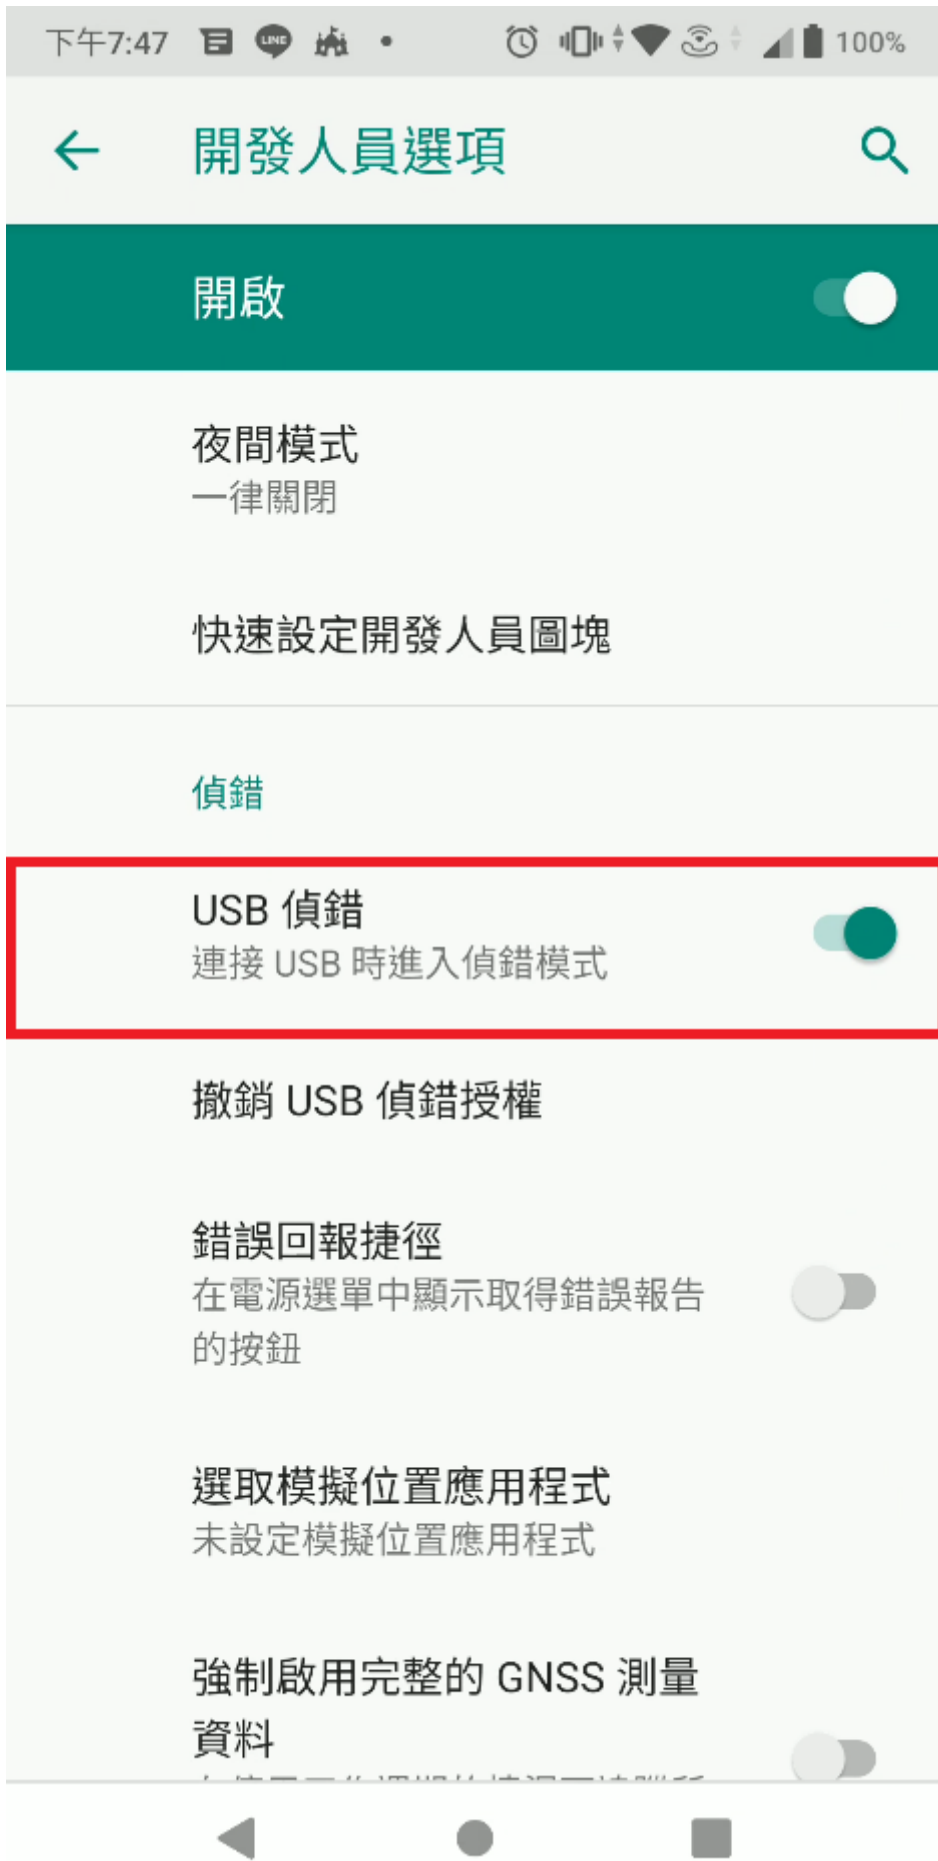 下午7:47 LINE 100%
開發人員選項
開啟
夜間模式
一律關閉
快速設定開發人員圖塊
偵錯
USB 偵錯
連接 USB 時進入偵錯模式
撤銷 USB 偵錯授權
錯誤回報捷徑
在電源選單中顯示取得錯誤報告
的按鈕
選取模擬位置應用程式
未設定模擬位置應用程式
強制啟用完整的 GNSS 測量
資料